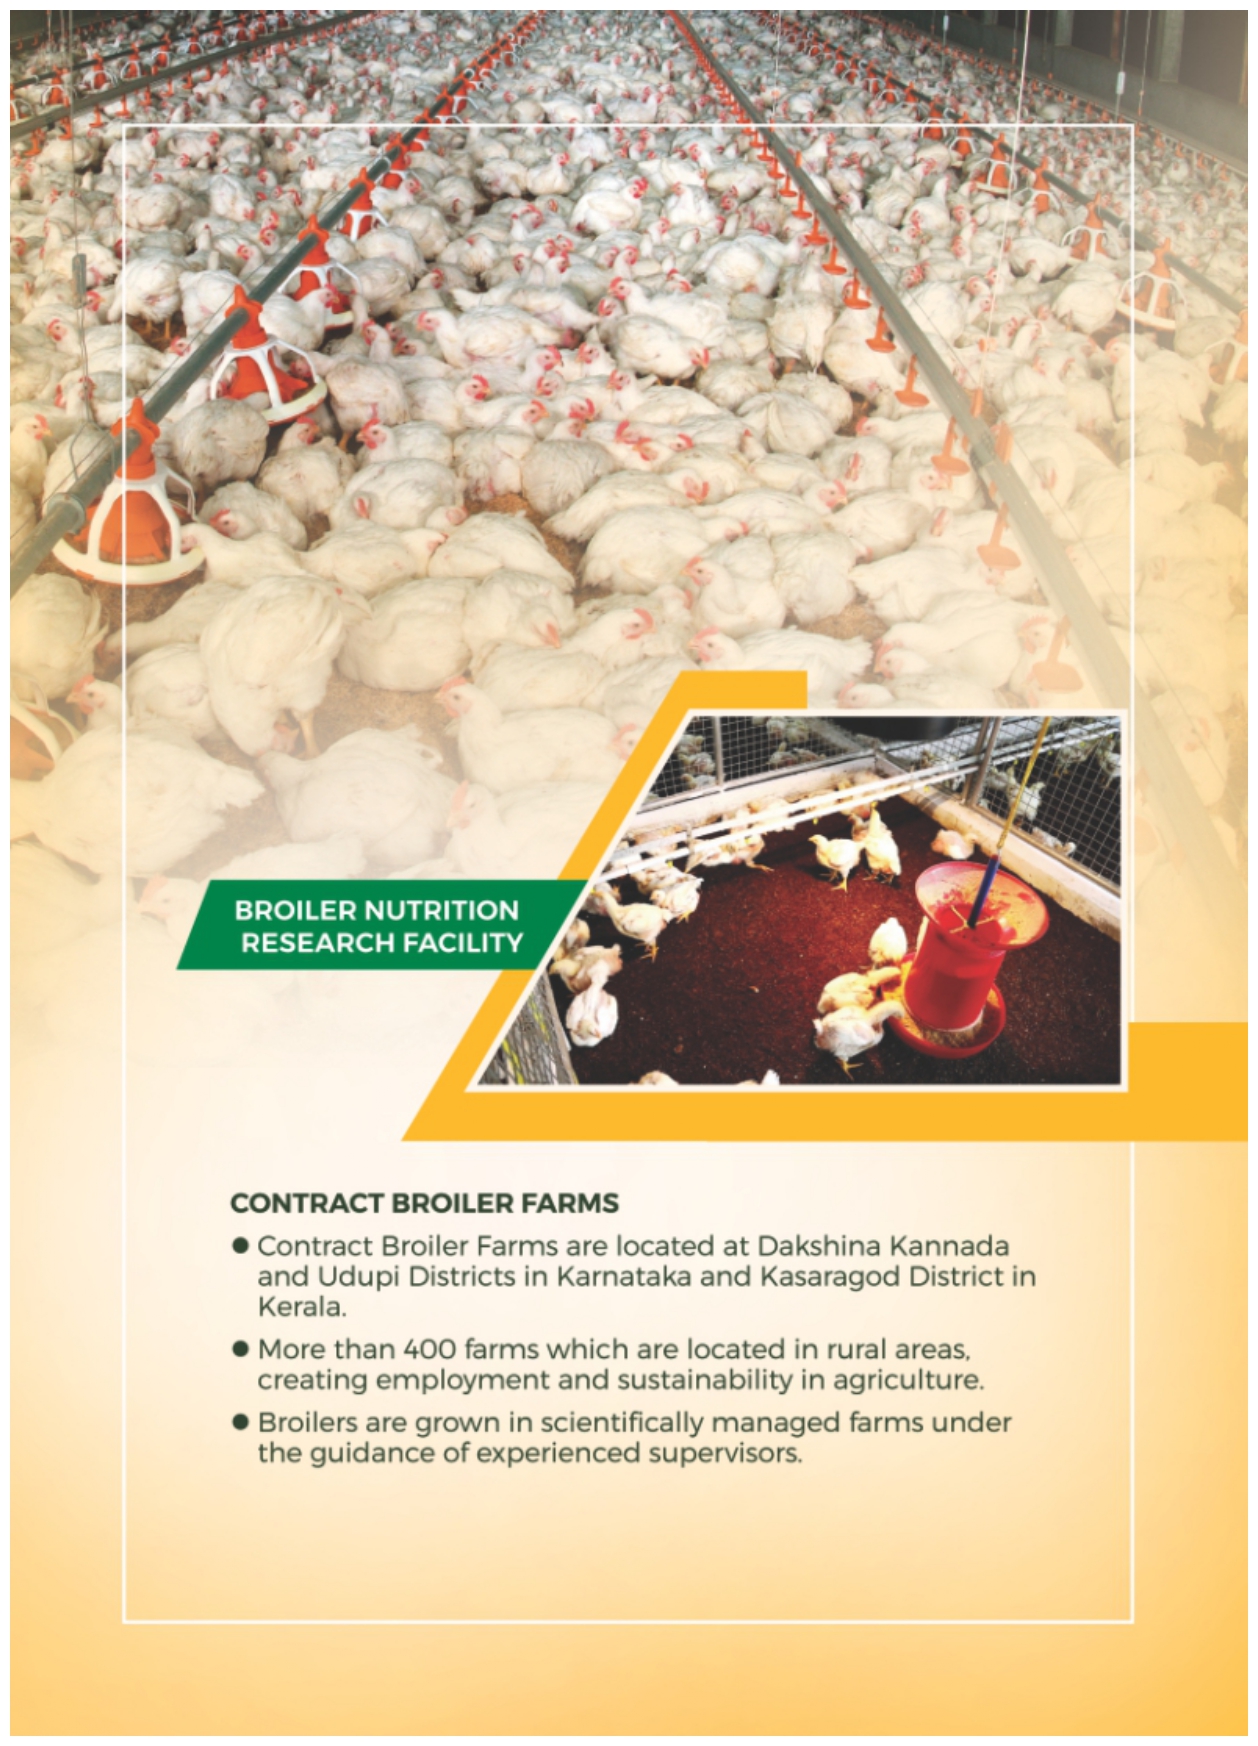 BROILER NUTRITION
RESEARCH FACILITY
CONTRACT BROILER FARMS
● Contract Broiler Farms are located at Dakshina Kannada
and Udupi Districts in Karnataka and Kasaragod District in
Kerala.
● More than 400 farms which are located in rural areas,
creating employment and sustainability in agriculture.
● Broilers are grown in scientifically managed farms under
the guidance of experienced supervisors.